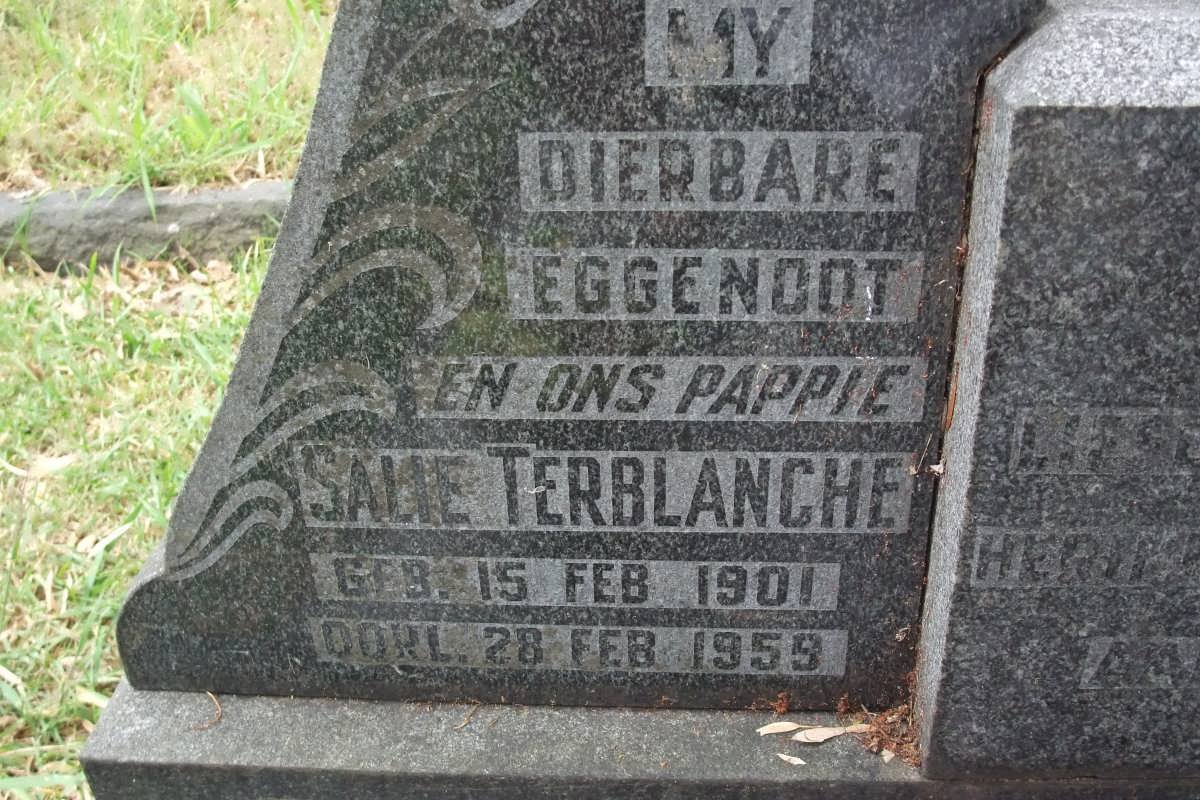 MY
DIERBARE
EGGENOOT
EN ONS PAPPIE
SALIE TERBLANCHE
GEB. 15 FEB 1901
OORL. 28 FEB 1959